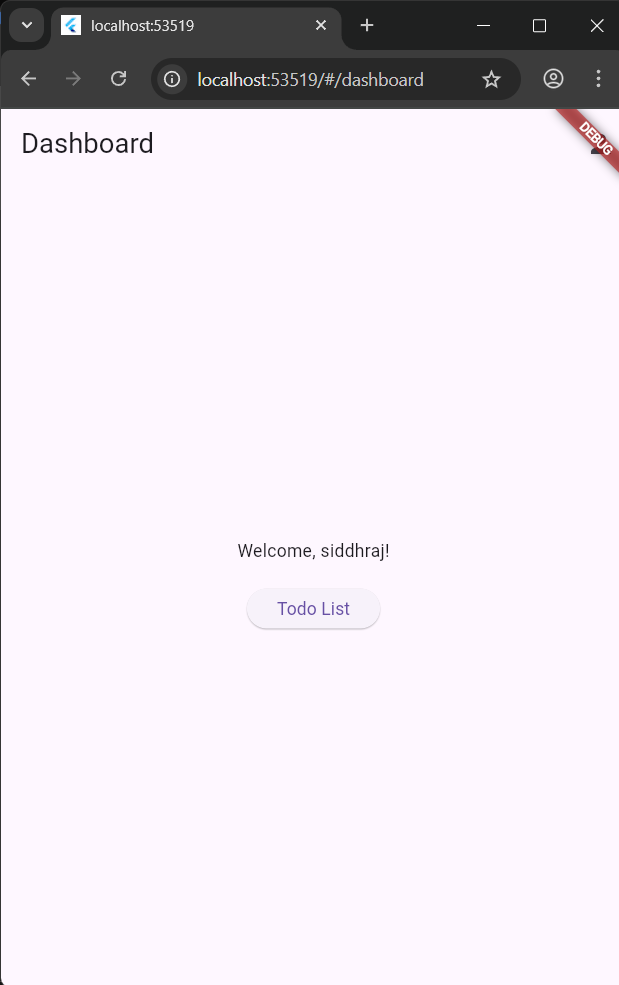 localhost:53519
localhost:53519/#/dashboard
Dashboard
DEBUG
Welcome, siddhraj!
Todo List